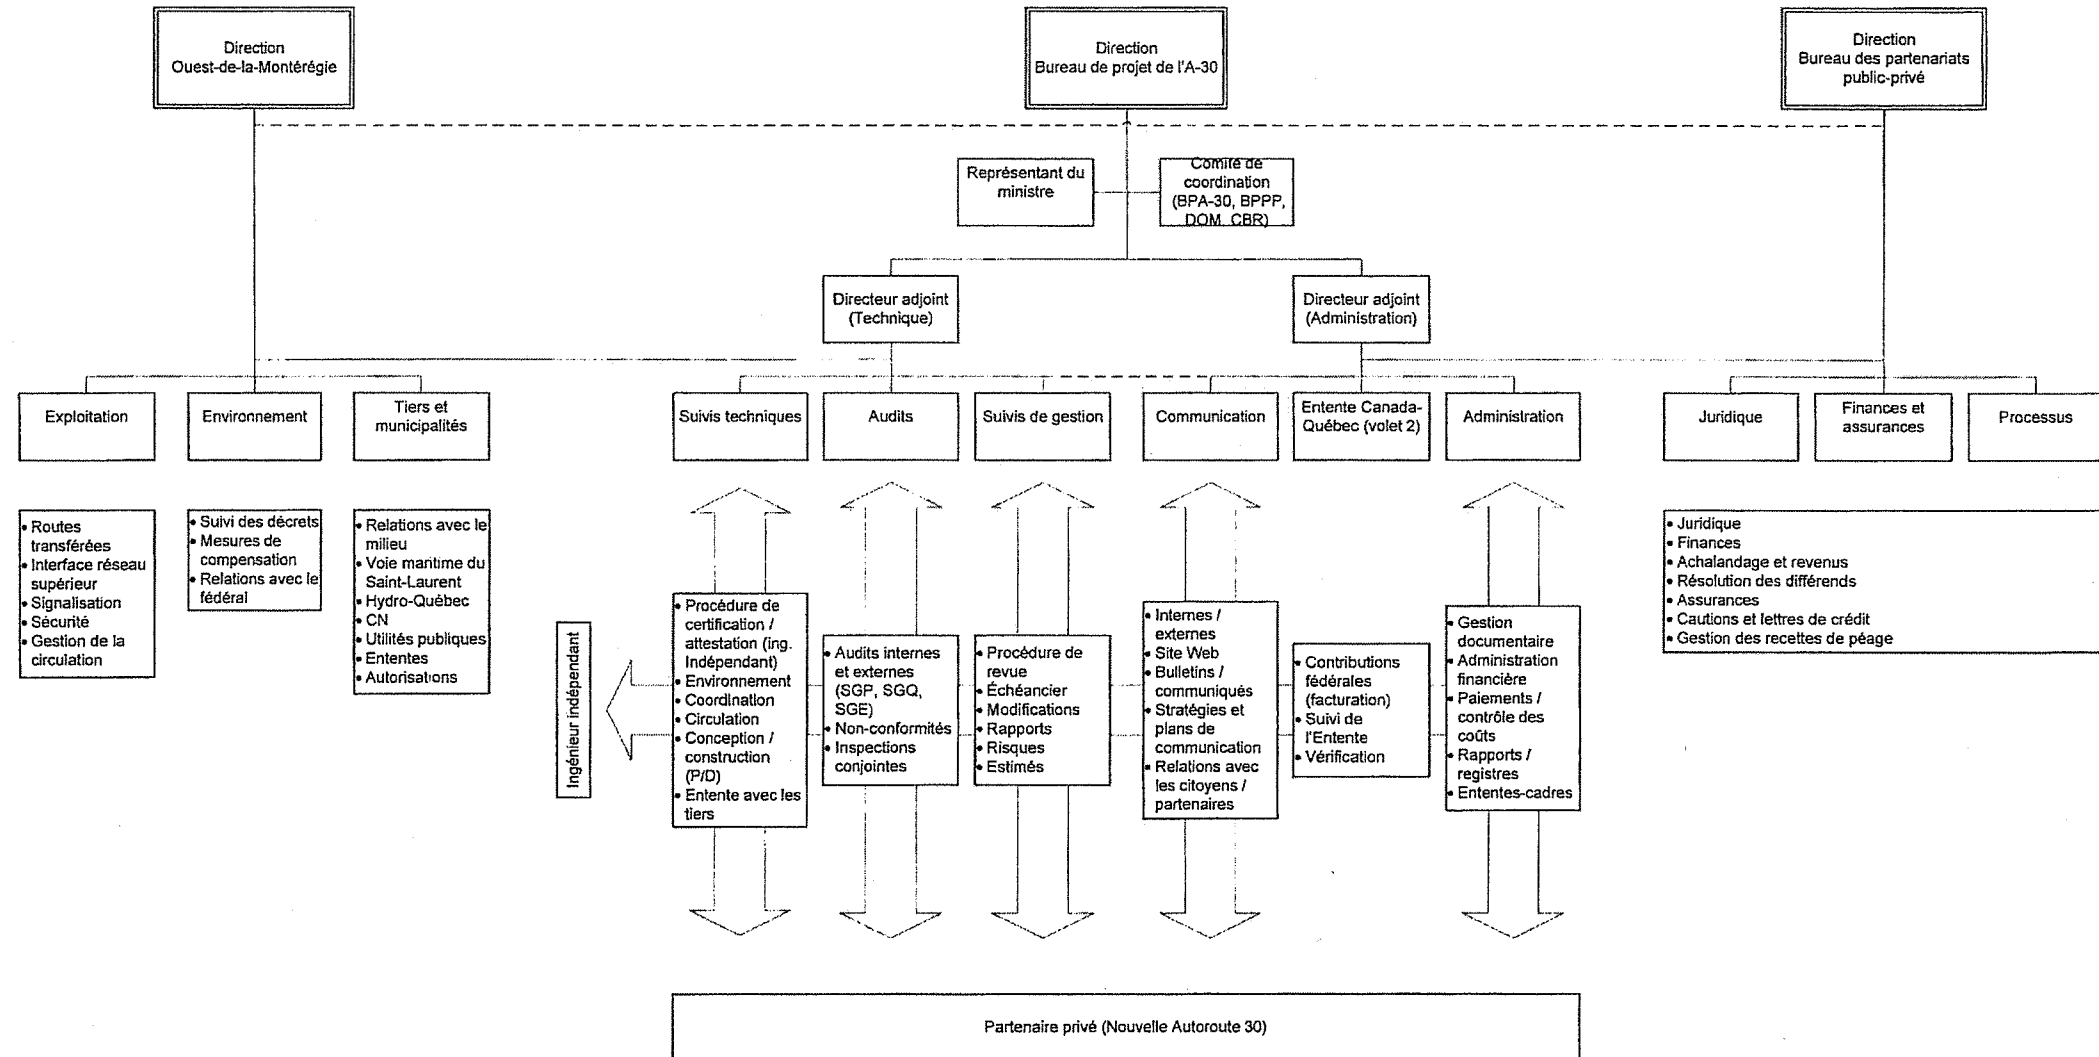 Direction
Ouest-de-la-Montérégie
Direction
Bureau de projet de l'A-30
Direction
Bureau des partenariats
public-privé
Représentant du
ministre
Comité de
coordination
(BPA-30, BPPP,
DOM, CBR)
Directeur adjoint
(Technique)
Directeur adjoint
(Administration)
Exploitation
Environnement
Tiers et
municipalités
Suivis techniques
Audits
Suivis de gestion
Communication
Entente Canada-
Québec (volet 2)
Administration
Juridique
Finances et
assurances
Processus
• Routes
transférées
• Interface réseau
supérieur
• Signalisation
• Sécurité
• Gestion de la
circulation
• Suivi des décrets
• Mesures de
compensation
• Relations avec le
fédéral
• Relations avec le
milieu
• Voie maritime du
Saint-Laurent
• Hydro-Québec
• CN
• Utilités publiques
• Ententes
• Autorisations
Ingénieur indépendant
• Procédure de
certification /
attestation (ing.
Indépendant)
• Environnement
• Coordination
• Circulation
• Conception /
construction
(P/D)
• Entente avec les
tiers
• Audits internes
et externes
(SGP, SGQ,
SGE)
• Non-conformités
• Inspections
conjointes
• Procédure de
revue
• Échéancier
• Modifications
• Rapports
• Risques
• Estimés
• Internes /
externes
• Site Web
• Bulletins /
communiqués
• Stratégies et
plans de
communication
• Relations avec
les citoyens /
partenaires
• Contributions
fédérales
(facturation)
• Suivi de
l'Entente
• Vérification
• Gestion
documentaire
• Administration
financière
• Paiements /
contrôle des
coûts
• Rapports /
registres
• Ententes-cadres
• Juridique
• Finances
• Achalandage et revenus
• Résolution des différends
• Assurances
• Cautions et lettres de crédit
• Gestion des recettes de péage
Partenaire privé (Nouvelle Autoroute 30)